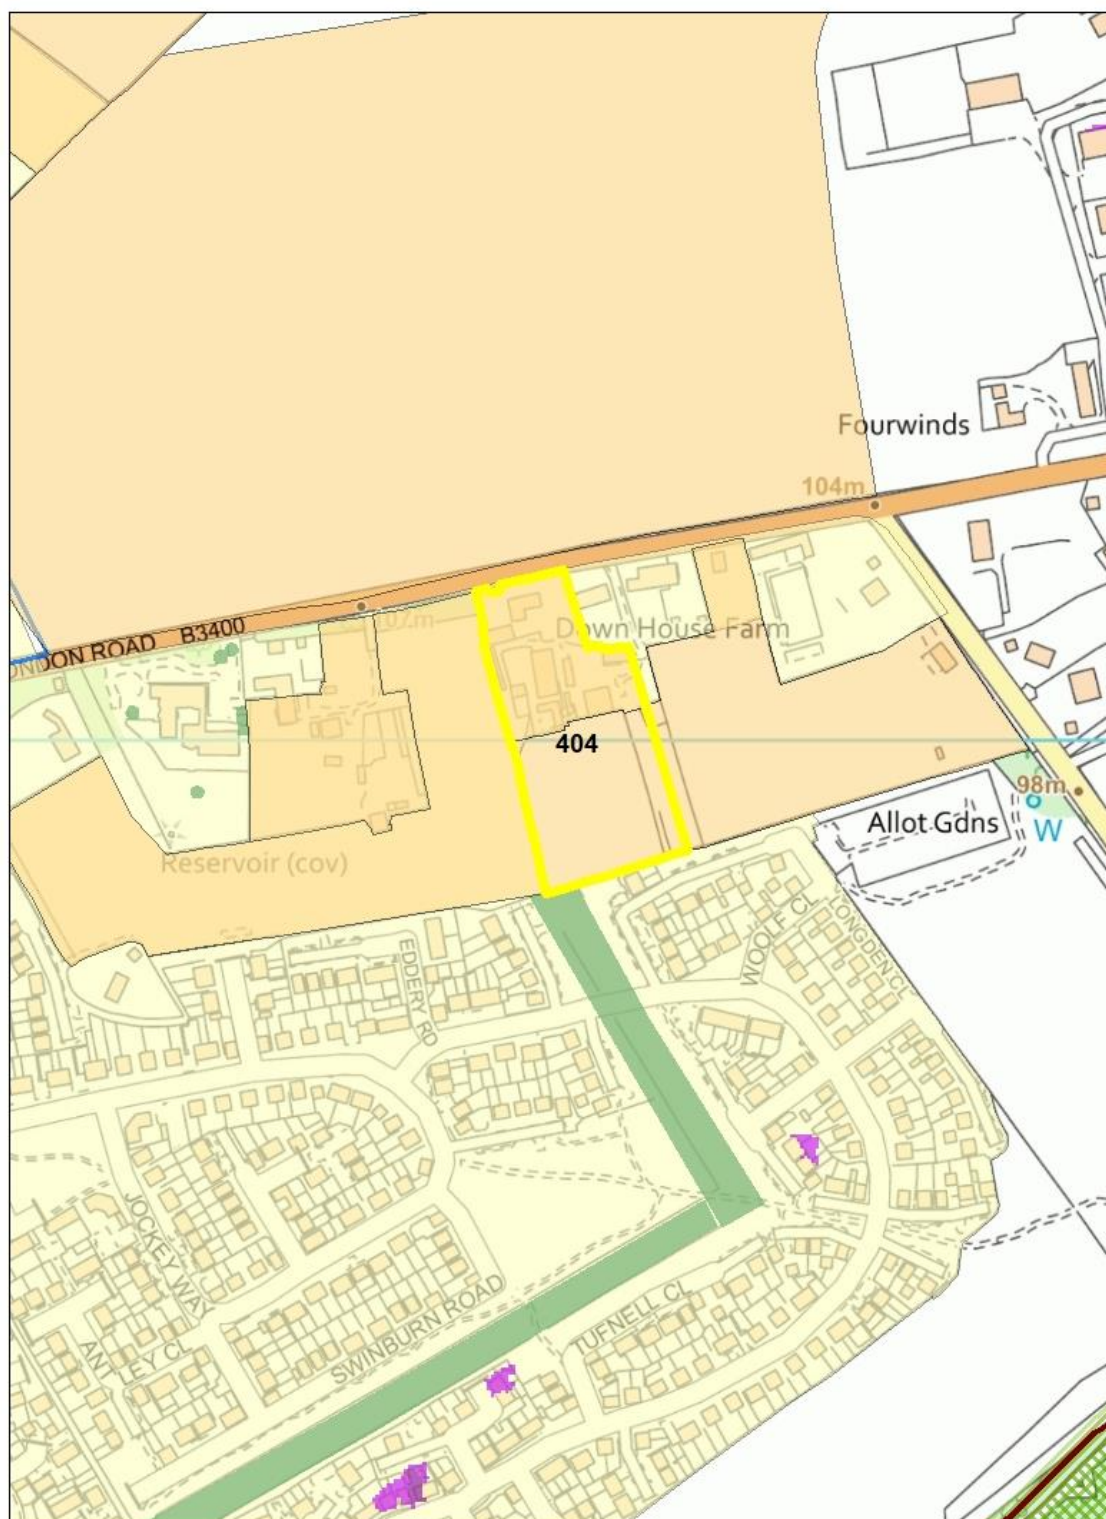 Fourwinds
104m
107m
LONDON ROAD B3400
Down House Farm
404
98m
Allot Gdns
W
Reservoir (cov)
WOOLF CL
LONGDEN CL
EDDERY RD
JOCKEY WAY
ANTLEY CL
SWINBURN ROAD
TUFNELL CL